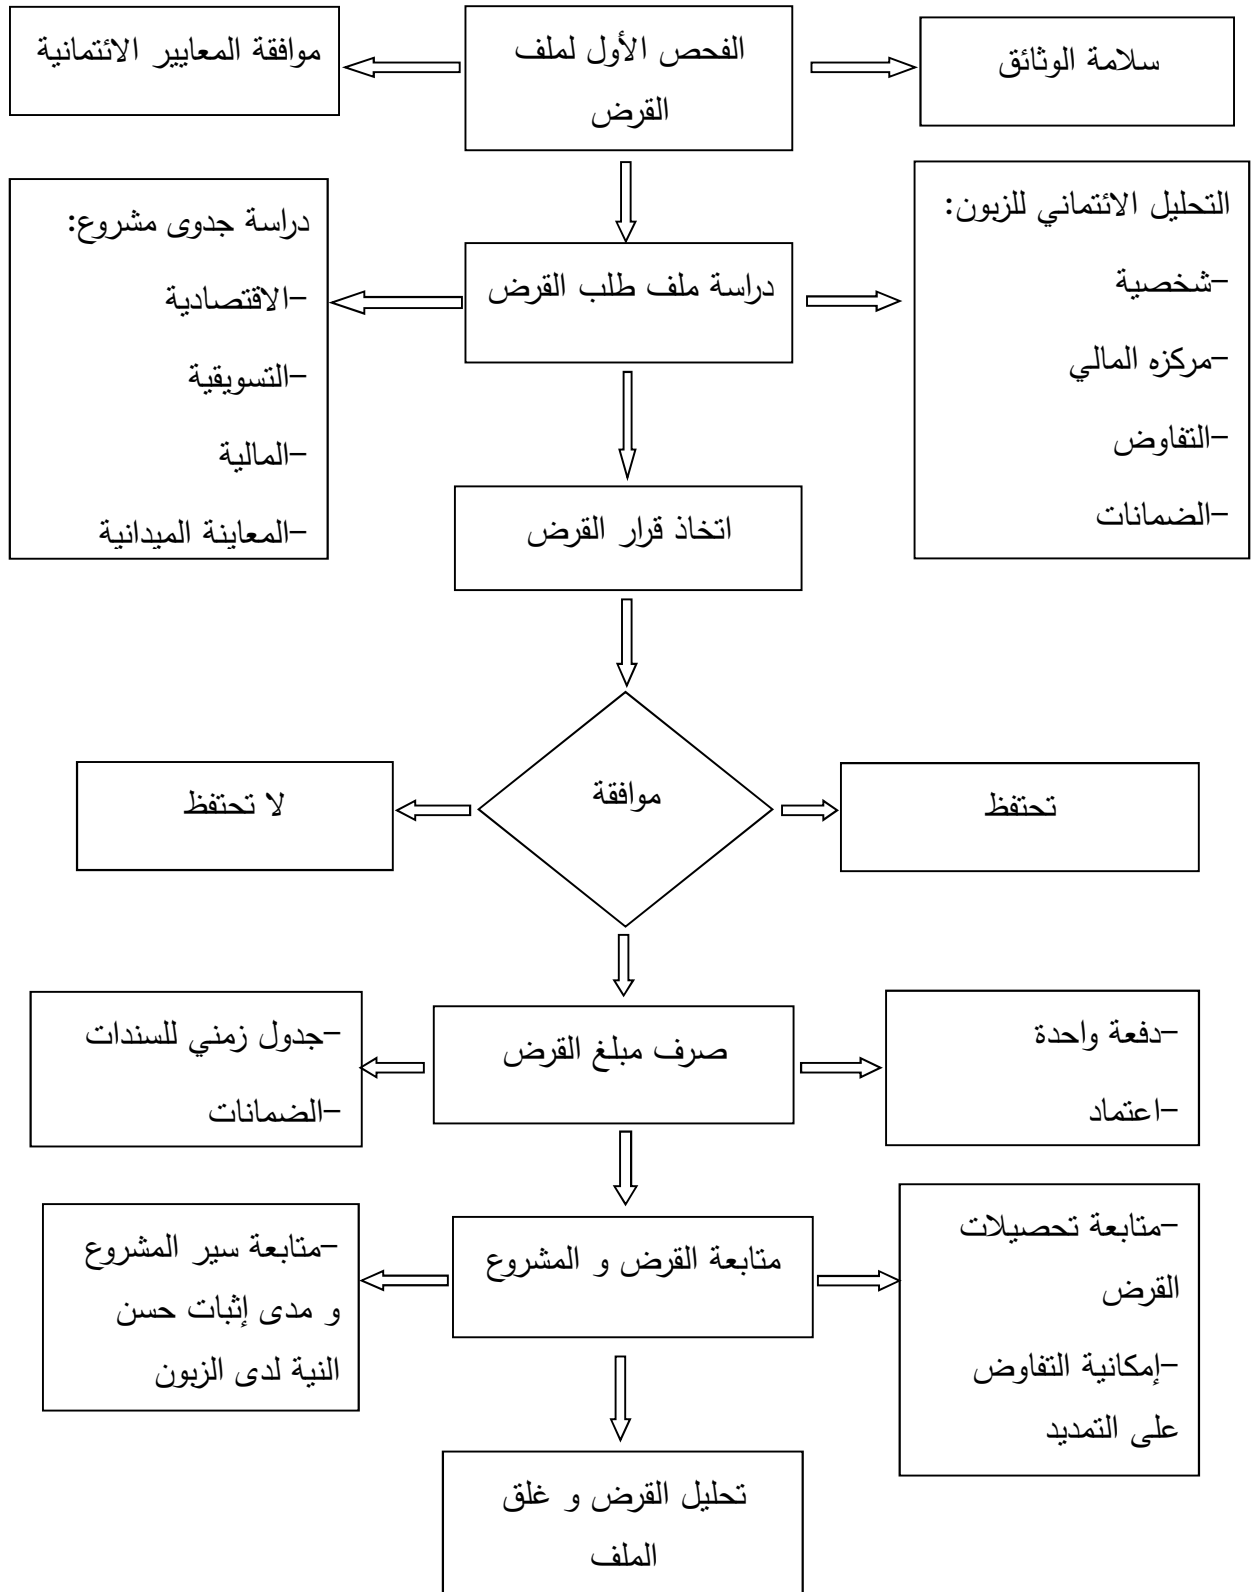 سلامة الوثائق
الفحص الأول لملف
القرض
موافقة المعايير الائتمانية
التحليل الائتماني للزبون:
-شخصية
-مركزه المالي
-التفاوض
-الضمانات
دراسة ملف طلب القرض
دراسة جدوى مشروع:
-الاقتصادية
-التسويقية
-المالية
-المعاينة الميدانية
اتخاذ قرار القرض
تحتفظ
موافقة
لا تحتفظ
-دفعة واحدة
-اعتماد
صرف مبلغ القرض
-جدول زمني للسندات
-الضمانات
-متابعة تحصيلات
القرض
-إمكانية التفاوض
على التمديد
متابعة القرض و المشروع
-متابعة سير المشروع
و مدى إثبات حسن
النية لدى الزبون
تحليل القرض و غلق
الملف